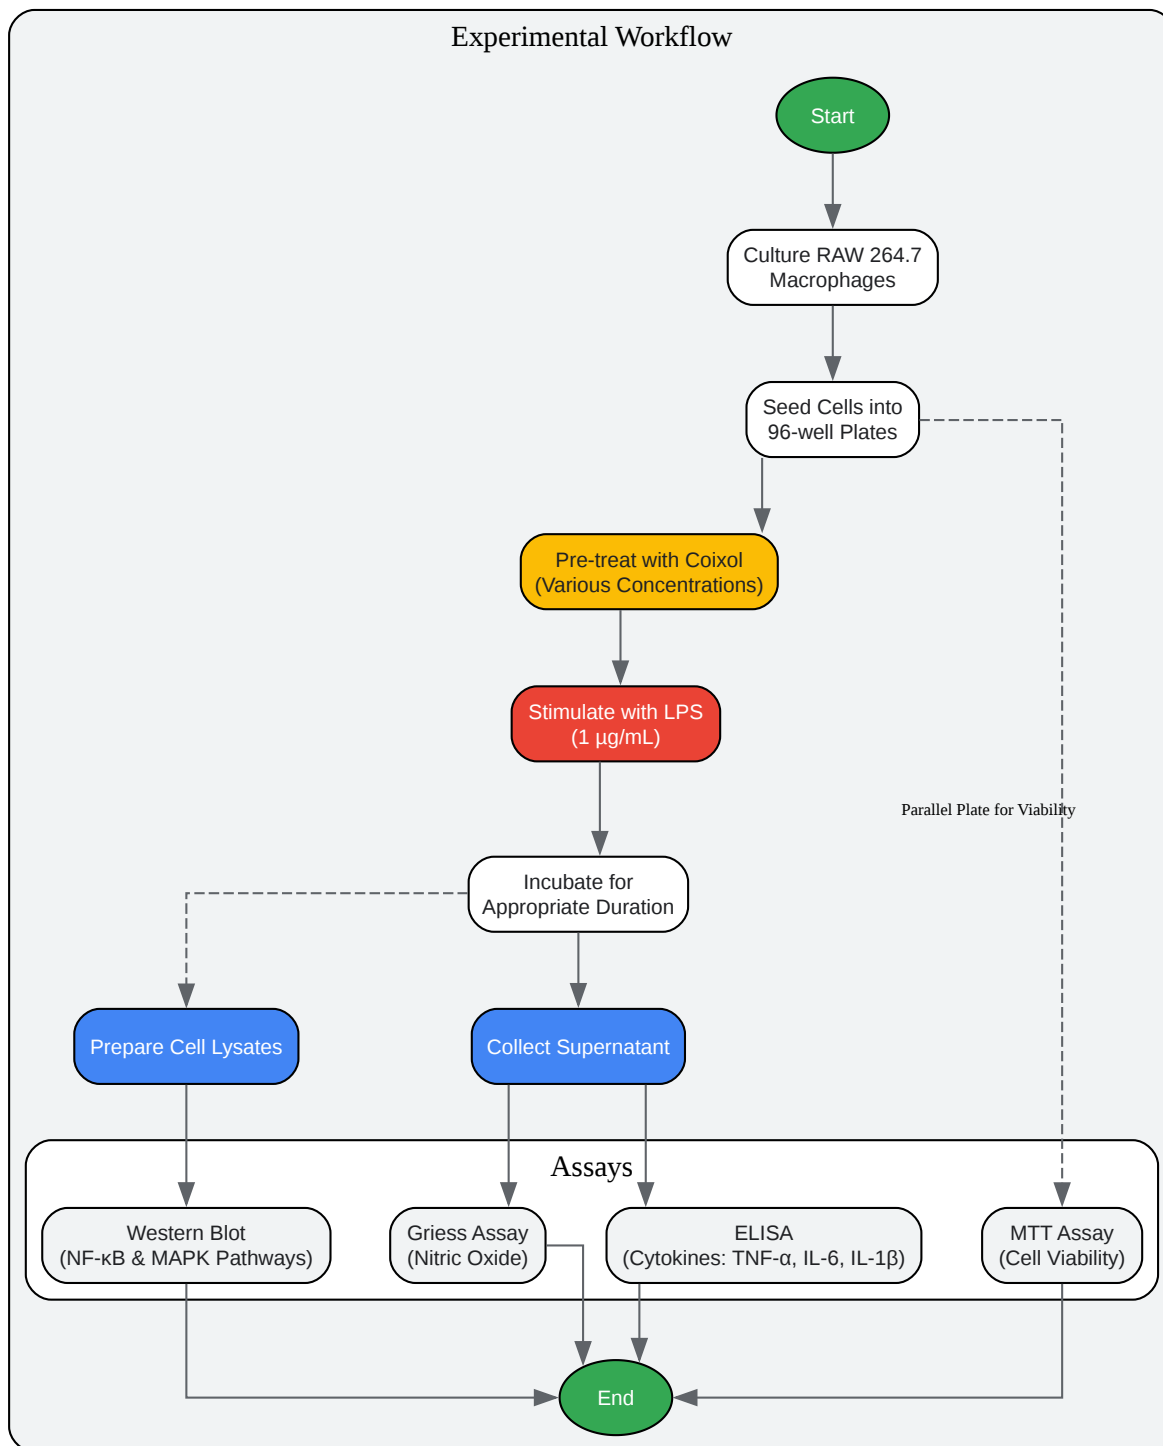 Experimental Workflow
Start
Culture RAW 264.7
Macrophages
Seed Cells into
96-well Plates
Pre-treat with Coixol
(Various Concentrations)
Stimulate with LPS
(1 µg/mL)
Parallel Plate for Viability
Incubate for
Appropriate Duration
Prepare Cell Lysates
Collect Supernatant
Assays
Western Blot
(NF-κB & MAPK Pathways)
Griess Assay
(Nitric Oxide)
ELISA
(Cytokines: TNF-α, IL-6, IL-1β)
MTT Assay
(Cell Viability)
End